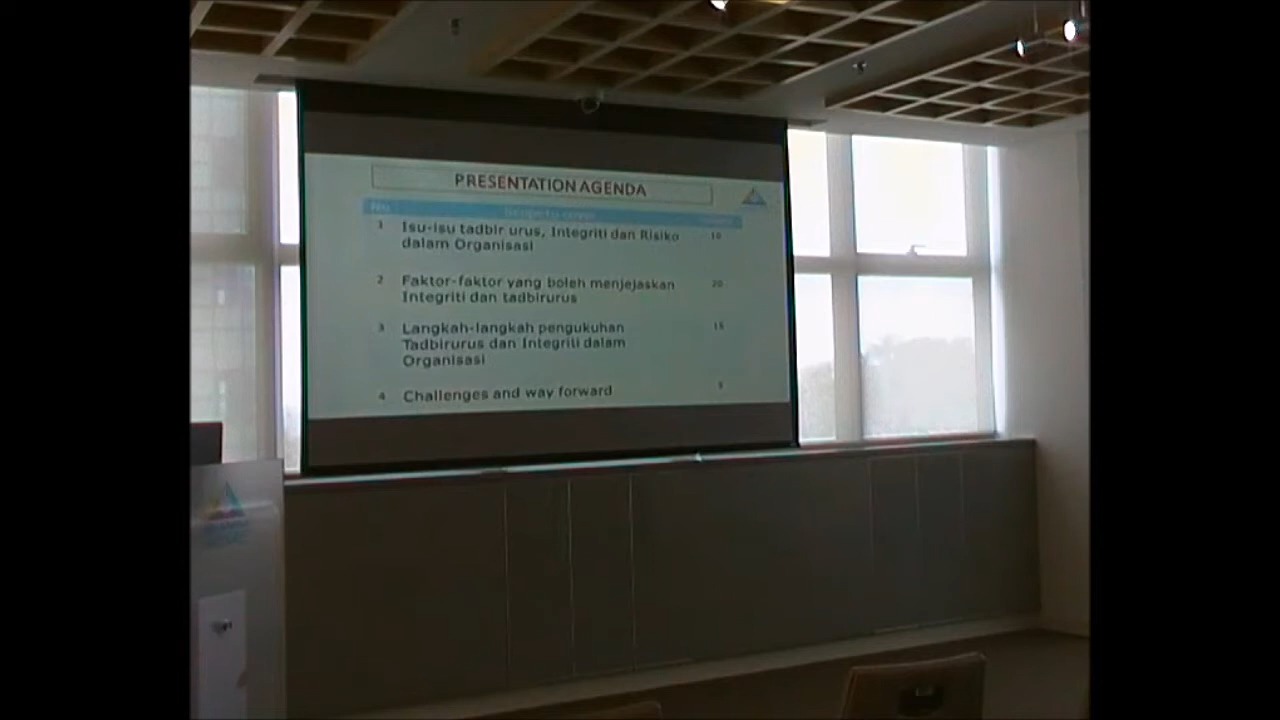 PRESENTATION AGENDA
No
1 Isu-isu tadbir urus, Integriti dan Risiko 10
dalam Organisasi
2 Faktor-faktor yang boleh menjejaskan 20
Integriti dan tadbirurus
3 Langkah-langkah pengukuhan 15
Tadbirurus dan Integriti dalam
Organisasi
4 Challenges and way forward 5